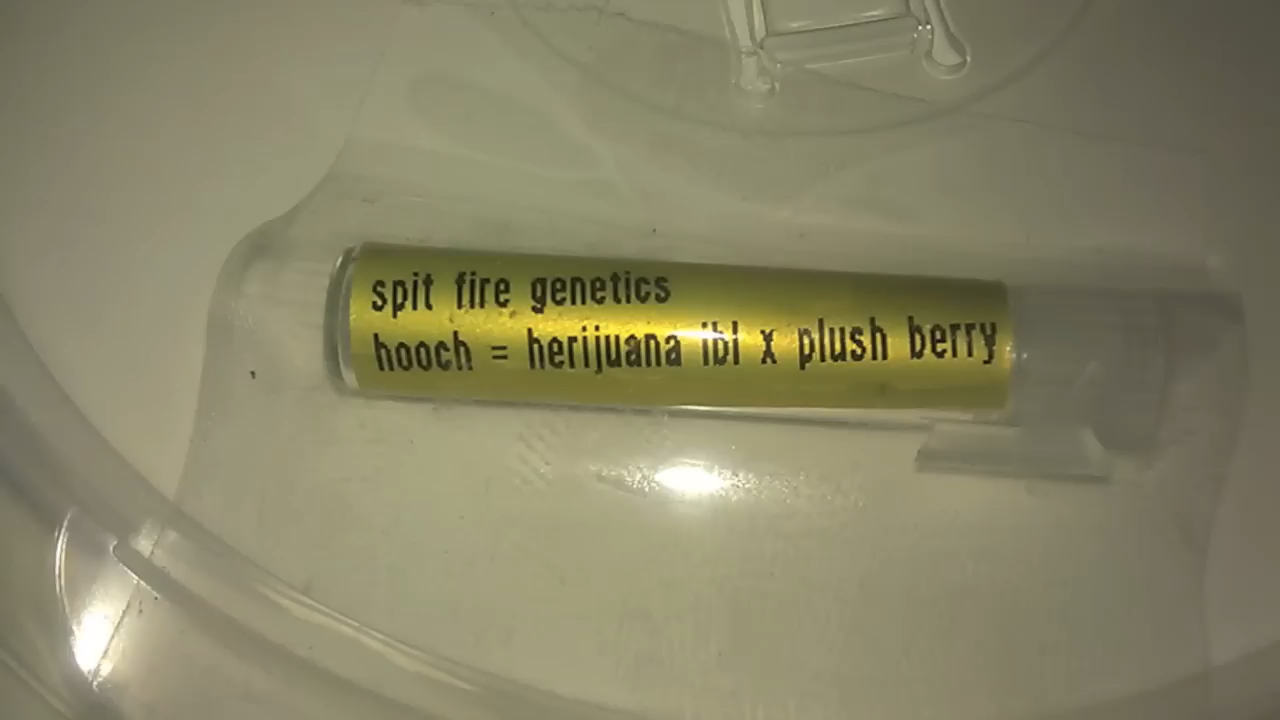 spit fire genetics
hooch = herijuana ibl x plush berry